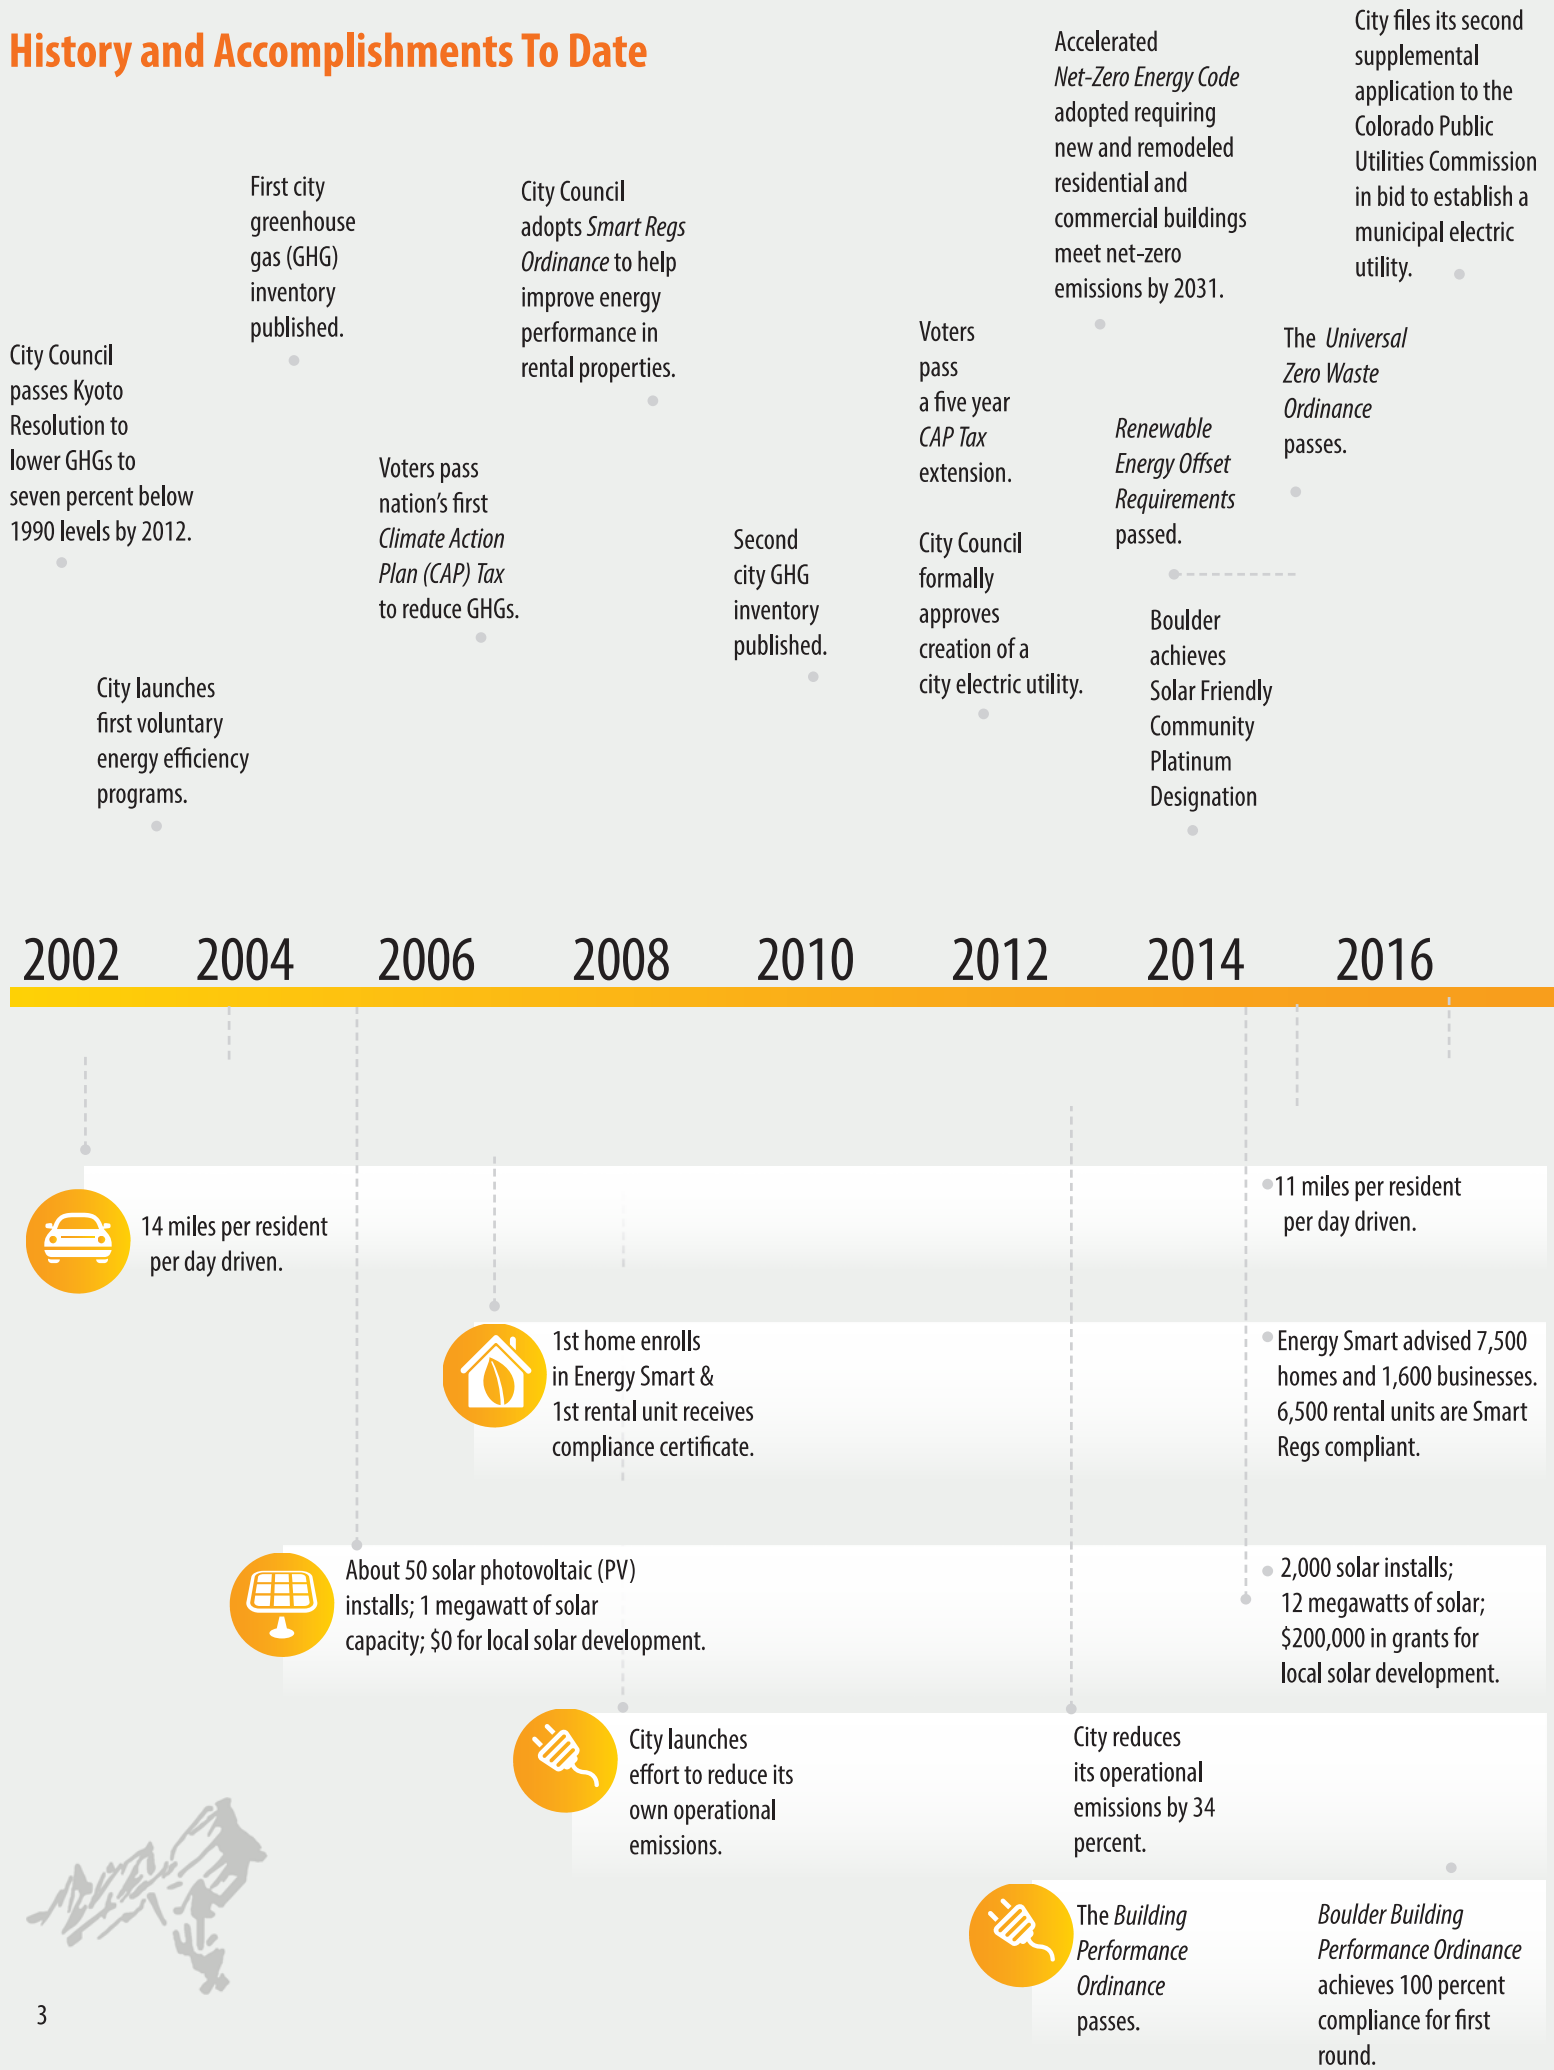 History and Accomplishments To Date
City Council
passes Kyoto
Resolution to
lower GHGs to
seven percent below
1990 levels by 2012.
City launches
first voluntary
energy efficiency
programs.
First city
greenhouse
gas (GHG)
inventory
published.
Voters pass
nation’s first
Climate Action
Plan (CAP) Tax
to reduce GHGs.
City Council
adopts Smart Regs
Ordinance to help
improve energy
performance in
rental properties.
Second
city GHG
inventory
published.
Voters
pass
a five year
CAP Tax
extension.
City Council
formally
approves
creation of a
city electric utility.
Accelerated
Net-Zero Energy Code
adopted requiring
new and remodeled
residential and
commercial buildings
meet net-zero
emissions by 2031.
Renewable
Energy Offset
Requirements
passed.
Boulder
achieves
Solar Friendly
Community
Platinum
Designation
The Universal
Zero Waste
Ordinance
passes.
City files its second
supplemental
application to the
Colorado Public
Utilities Commission
in bid to establish a
municipal electric
utility.
2002 2004 2006 2008 2010 2012 2014 2016
14 miles per resident
per day driven.
11 miles per resident
per day driven.
1st home enrolls
in Energy Smart &
1st rental unit receives
compliance certificate.
Energy Smart advised 7,500
homes and 1,600 businesses.
6,500 rental units are Smart
Regs compliant.
About 50 solar photovoltaic (PV)
installs; 1 megawatt of solar
capacity; $0 for local solar development.
2,000 solar installs;
12 megawatts of solar;
$200,000 in grants for
local solar development.
City launches
effort to reduce its
own operational
emissions.
City reduces
its operational
emissions by 34
percent.
The Building
Performance
Ordinance
passes.
Boulder Building
Performance Ordinance
achieves 100 percent
compliance for first
round.
3